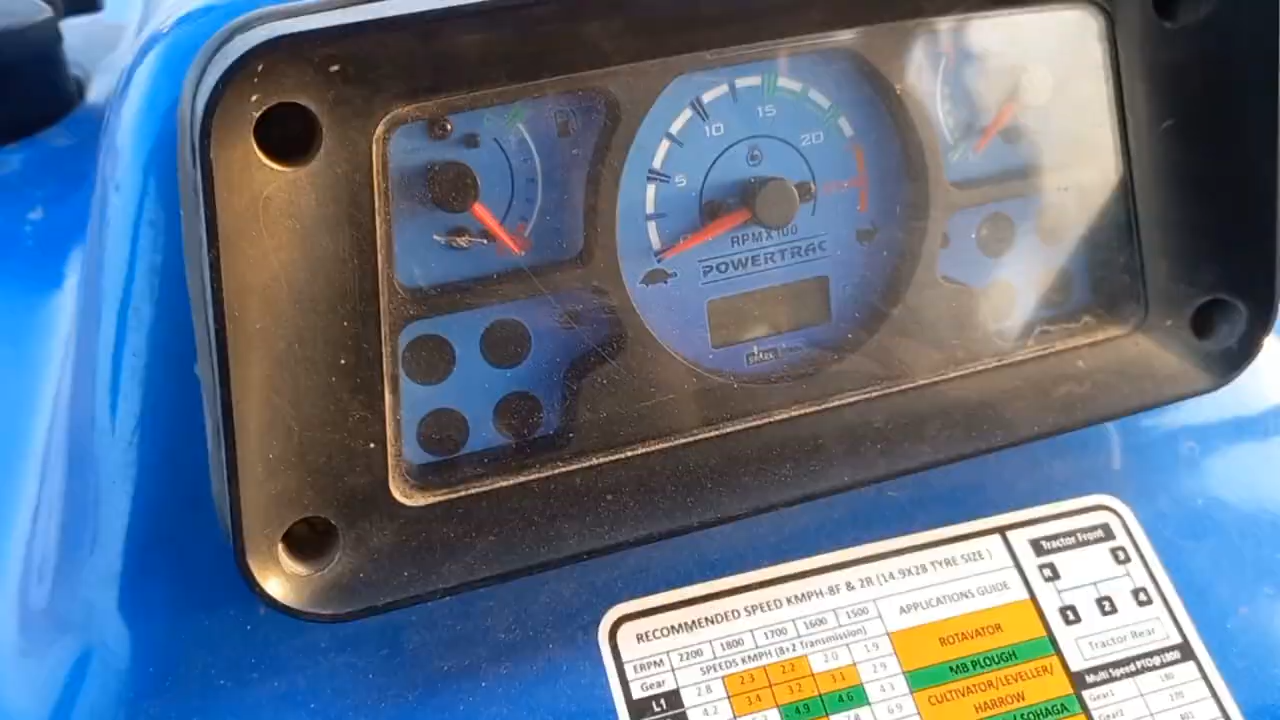 5
10
15
20
RPMX100
POWERTRAC
RECOMMENDED SPEED KMPH-8F & 2R (14.9X28 TYRE SIZE )
ERPM 2200 1800 1700 1600 1500
APPLICATIONS GUIDE
Gear SPEEDS KMPH (8+2 Transmission)
L1 2.8 2.3 2.2 2.0 1.9
ROTAVATOR
4.2 3.4 3.2 3.1 2.9
MB PLOUGH
4.9 4.6 4.3
CULTIVATOR/LEVELLER/
HARROW
6.9
/ SOHAGA
Tractor Front
R 3
1 2 4
Tractor Rear
Multi Speed PTO@1800
Gear1
Gear2 170